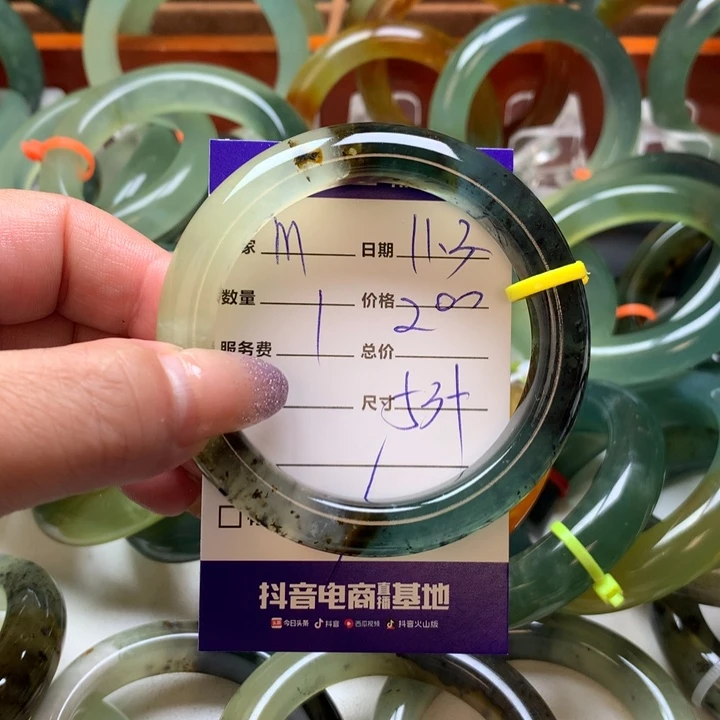 家 M 日期 11.3
数量 1 价格 200
服务费 总价
尺寸 53+
抖音电商直播基地
今日头条 抖音 西瓜视频 抖音火山版